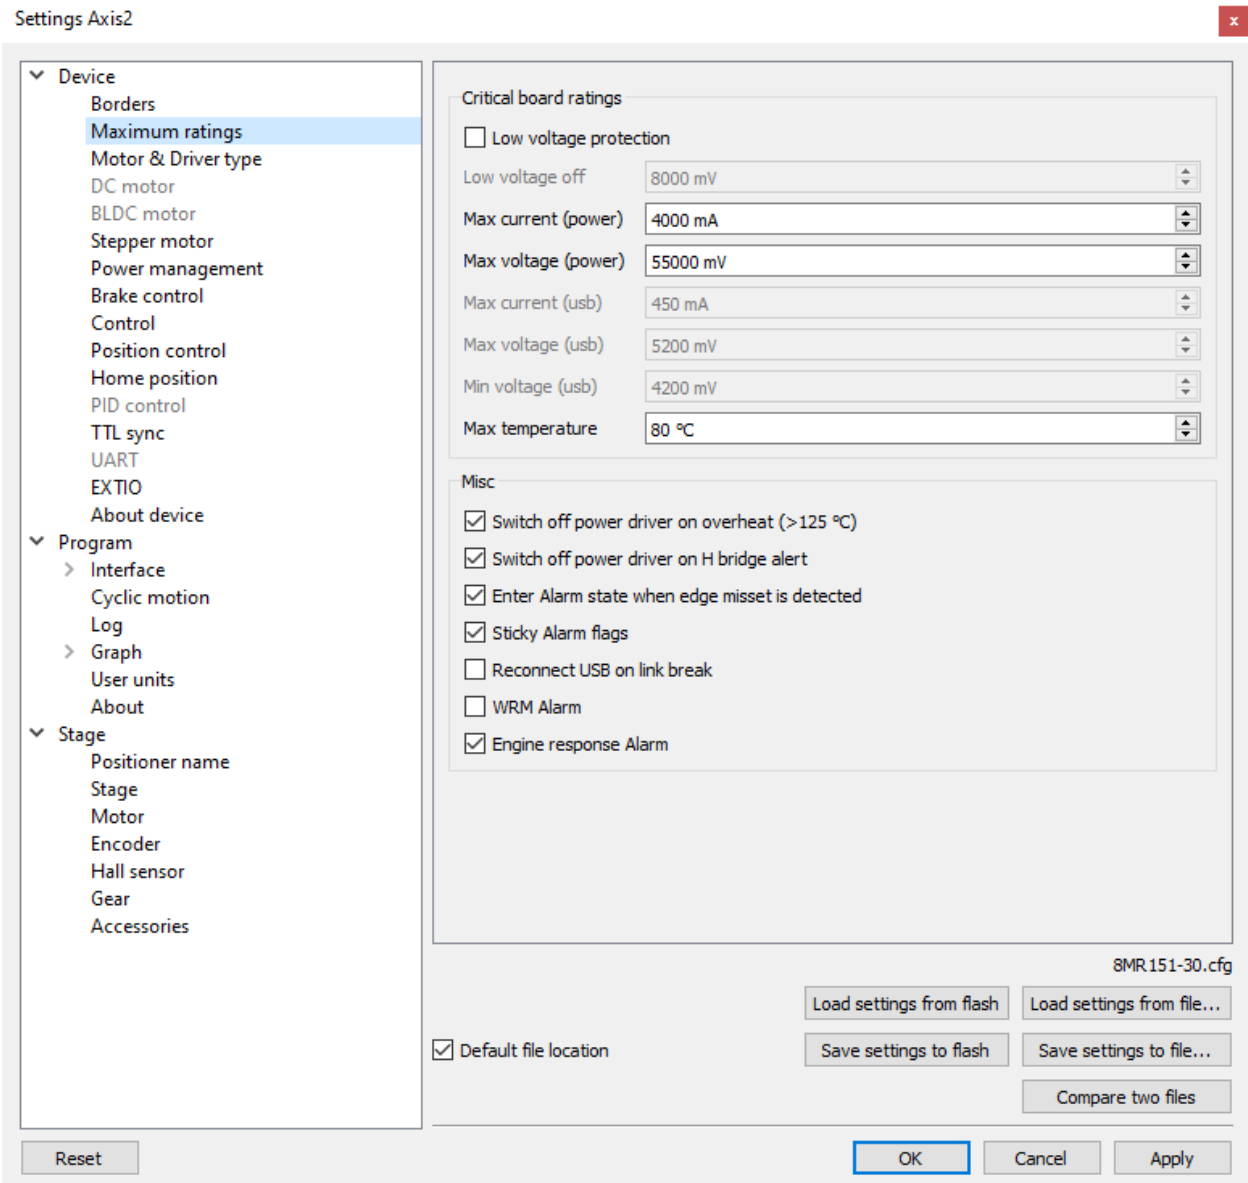 Settings Axis2
x
Device
Borders
Maximum ratings
Motor & Driver type
DC motor
BLDC motor
Stepper motor
Power management
Brake control
Control
Position control
Home position
PID control
TTL sync
UART
EXTIO
About device
Program
Interface
Cyclic motion
Log
Graph
User units
About
Stage
Positioner name
Stage
Motor
Encoder
Hall sensor
Gear
Accessories
Critical board ratings
Low voltage protection
Low voltage off 8000 mV
Max current (power) 4000 mA
Max voltage (power) 55000 mV
Max current (usb) 450 mA
Max voltage (usb) 5200 mV
Min voltage (usb) 4200 mV
Max temperature 80 °C
Misc
Switch off power driver on overheat (>125 °C)
Switch off power driver on H bridge alert
Enter Alarm state when edge misset is detected
Sticky Alarm flags
Reconnect USB on link break
WRM Alarm
Engine response Alarm
8MR151-30.cfg
Load settings from flash Load settings from file...
Default file location Save settings to flash Save settings to file...
Compare two files
Reset OK Cancel Apply